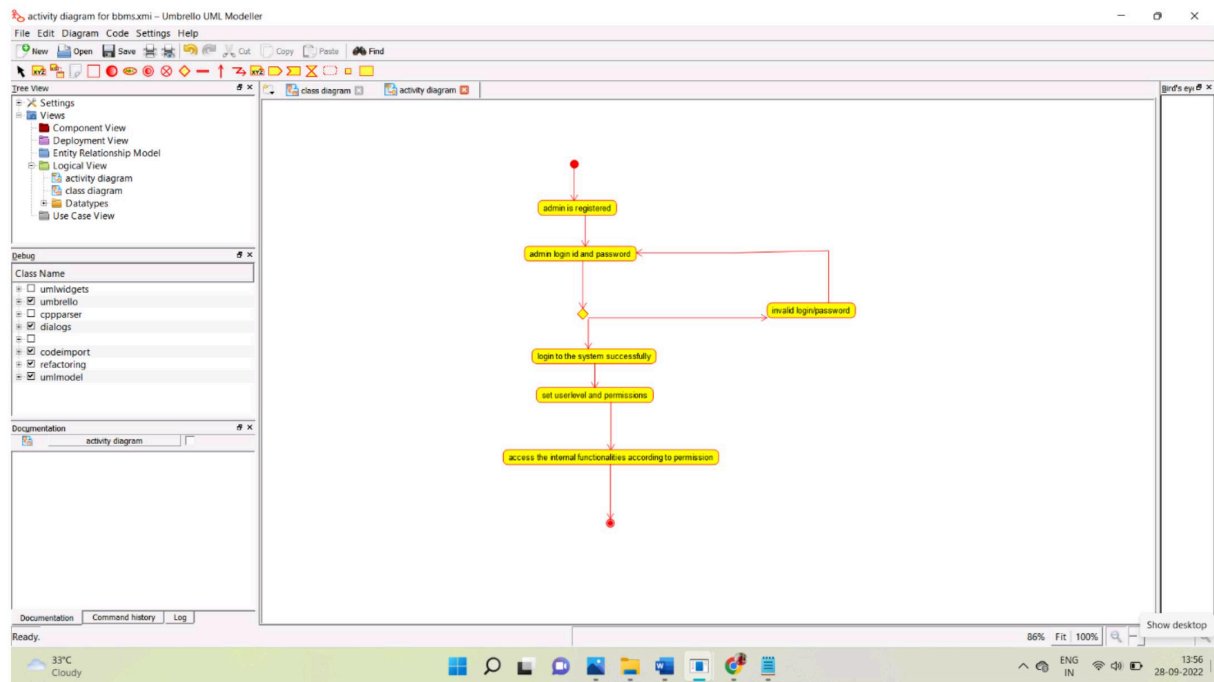 activity diagram for bbms.xmi – Umbrello UML Modeller
File Edit Diagram Code Settings Help
New Open Save Cut Copy Paste Find
Tree View
class diagram activity diagram
Bird's eye
Settings
Views
Component View
Deployment View
Entity Relationship Model
Logical View
activity diagram
class diagram
Datatypes
Use Case View
Debug
Class Name
umlwidgets
umbrello
cppparser
dialogs
codeimport
refactoring
umlmodel
Documentation
activity diagram
admin is registered
admin login id and password
invalid login/password
login to the system successfully
set userlevel and permissions
access the internal functionalities according to permission
Documentation Command history Log
Ready.
86% Fit 100%
Show desktop
33°C
Cloudy
ENG
IN
13:56
28-09-2022